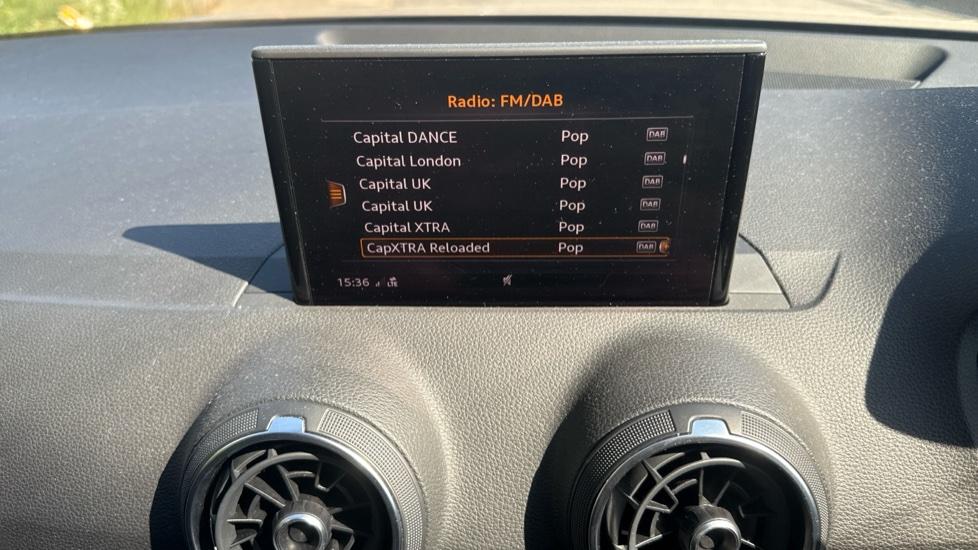 Radio: FM/DAB
Capital DANCE Pop DAB
Capital London Pop DAB
Capital UK Pop DAB
Capital UK Pop DAB
Capital XTRA Pop DAB
CapXTRA Reloaded Pop DAB
15:36 LTE